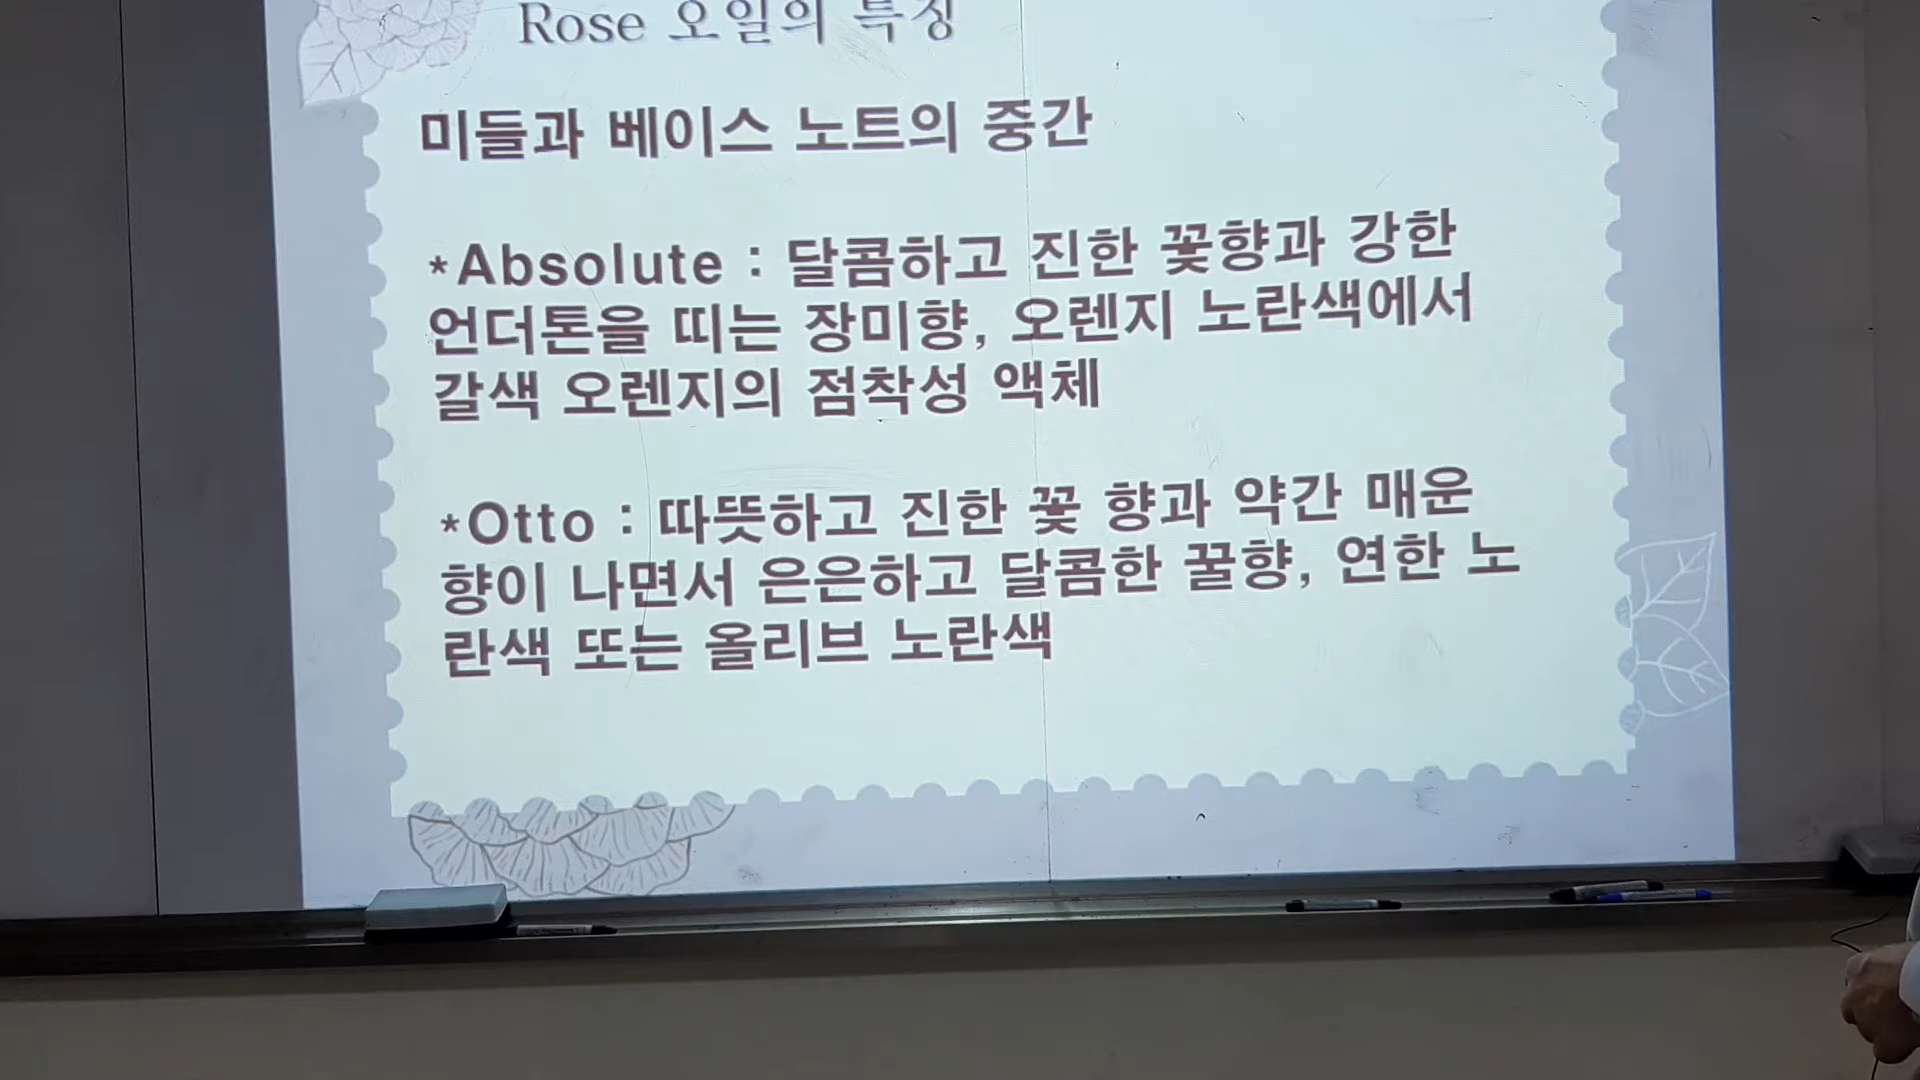 Rose 오일의 특징
미들과 베이스 노트의 중간
*Absolute : 달콤하고 진한 꽃향과 강한
언더톤을 띠는 장미향, 오렌지 노란색에서
갈색 오렌지의 점착성 액체
*Otto : 따뜻하고 진한 꽃 향과 약간 매운
향이 나면서 은은하고 달콤한 꿀향, 연한 노
란색 또는 올리브 노란색